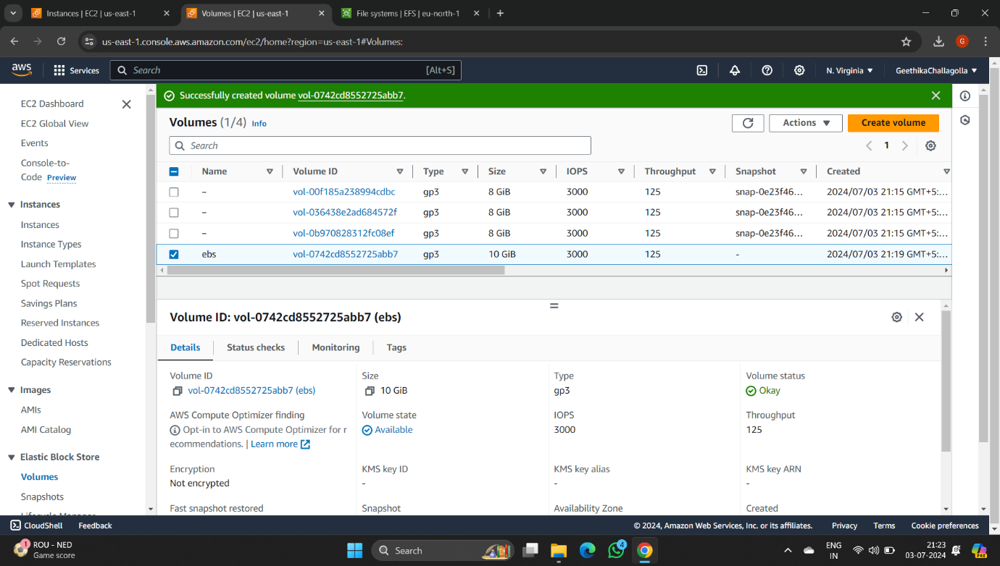 Instances | EC2 | us-east-1
Volumes | EC2 | us-east-1
File systems | EFS | eu-north-1
us-east-1.console.aws.amazon.com/ec2/home?region=us-east-1#Volumes:
G
aws
Services
Search
[Alt+S]
N. Virginia
GeethikaChallagolla
EC2 Dashboard
EC2 Global View
Events
Console-to-
Code Preview
Instances
Instances
Instance Types
Launch Templates
Spot Requests
Savings Plans
Reserved Instances
Dedicated Hosts
Capacity Reservations
Images
AMIs
AMI Catalog
Elastic Block Store
Volumes
Snapshots
Lifecycle Manager
Successfully created volume vol-0742cd8552725abb7.
Volumes (1/4) Info
Actions
Create volume
Search
1
Name Volume ID Type Size IOPS Throughput Snapshot Created
– vol-00f185a238994cdbc gp3 8 GiB 3000 125 snap-0e23f46... 2024/07/03 21:15 GMT+5:...
– vol-036438e2ad684572f gp3 8 GiB 3000 125 snap-0e23f46... 2024/07/03 21:15 GMT+5:...
– vol-0b970828312fc08ef gp3 8 GiB 3000 125 snap-0e23f46... 2024/07/03 21:15 GMT+5:...
ebs vol-0742cd8552725abb7 gp3 10 GiB 3000 125 - 2024/07/03 21:19 GMT+5:...
Volume ID: vol-0742cd8552725abb7 (ebs)
Details Status checks Monitoring Tags
Volume ID Size Type Volume status
vol-0742cd8552725abb7 (ebs) 10 GiB gp3 Okay
AWS Compute Optimizer finding Volume state IOPS Throughput
Opt-in to AWS Compute Optimizer for r Available 3000 125
ecommendations. | Learn more
Encryption KMS key ID KMS key alias KMS key ARN
Not encrypted - - -
Fast snapshot restored Snapshot Availability Zone Created
CloudShell Feedback © 2024, Amazon Web Services, Inc. or its affiliates. Privacy Terms Cookie preferences
1
ROU - NED
Game score
Search
4
ENG
IN
21:23
03-07-2024
PRE